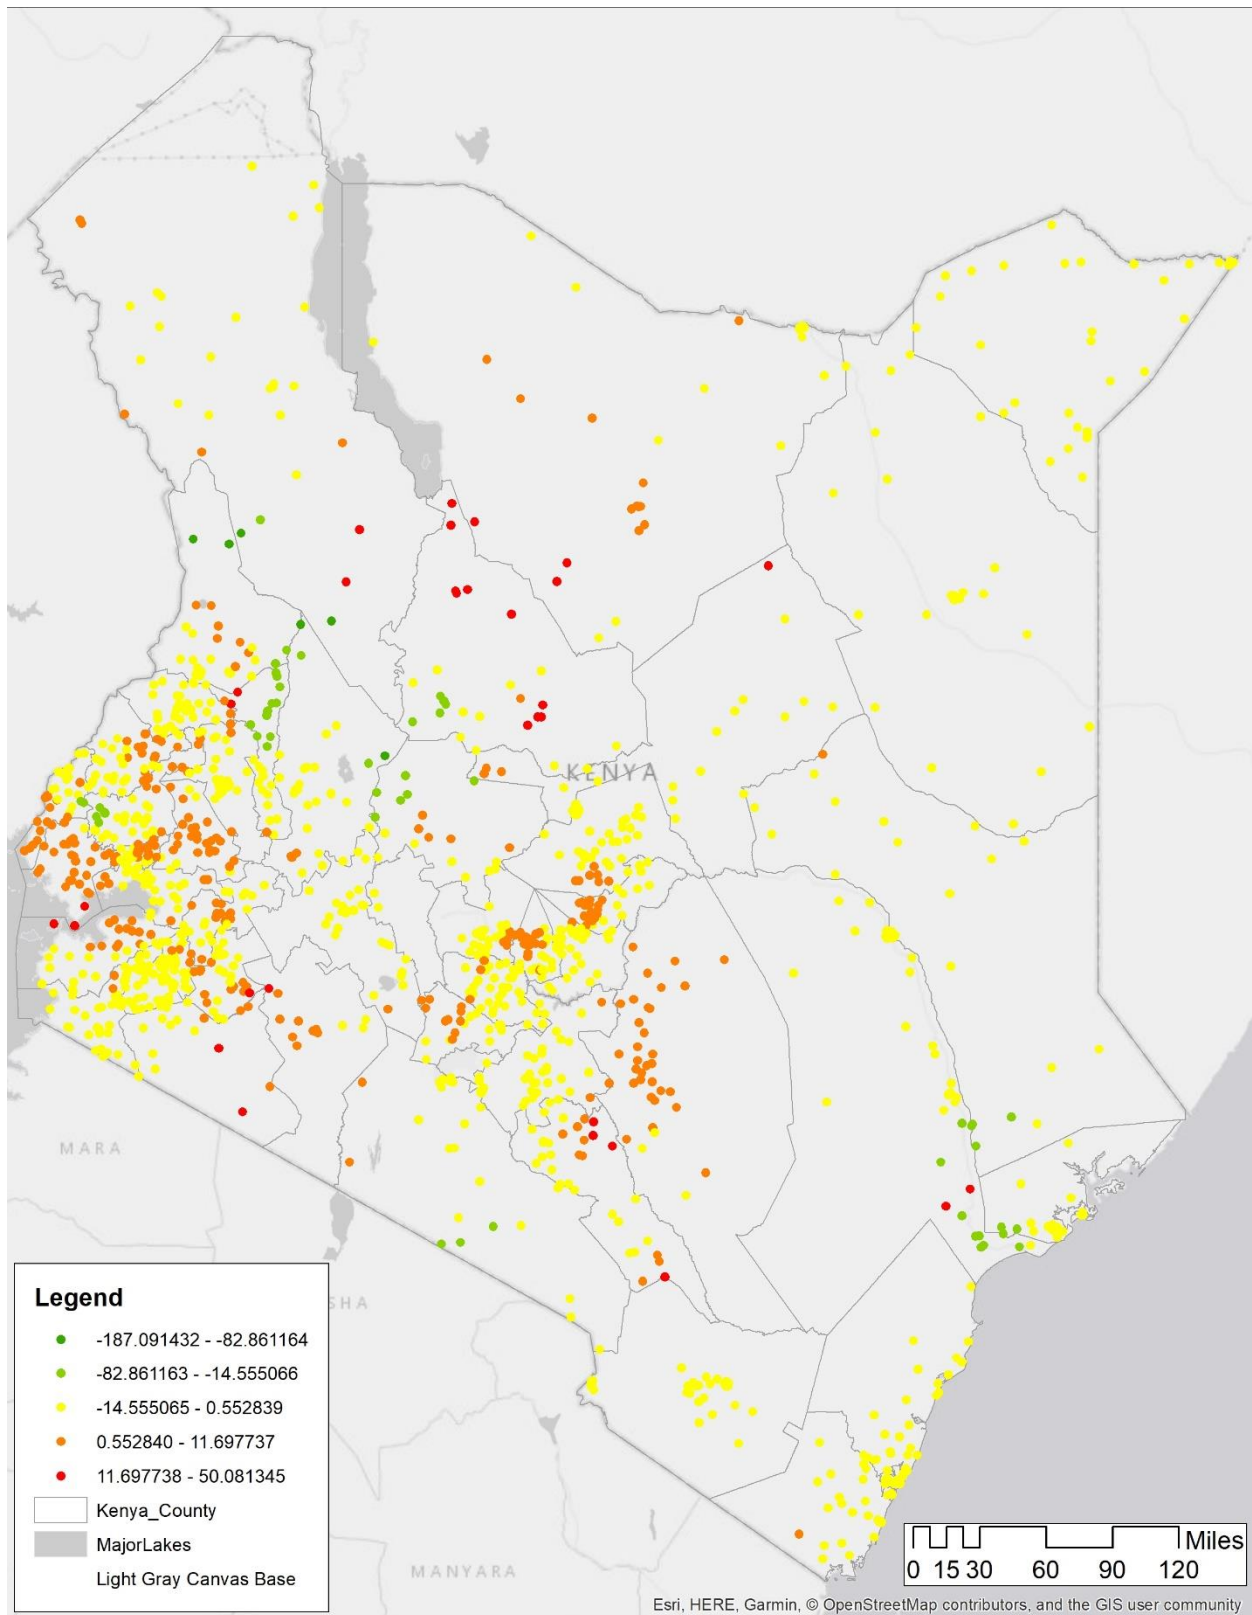 KENYA
MARA
SHA
MANYARA
Legend
-187.091432 - -82.861164
-82.861163 - -14.555066
-14.555065 - 0.552839
0.552840 - 11.697737
11.697738 - 50.081345
Kenya_County
MajorLakes
Light Gray Canvas Base
Miles
0 15 30 60 90 120
Esri, HERE, Garmin, © OpenStreetMap contributors, and the GIS user community